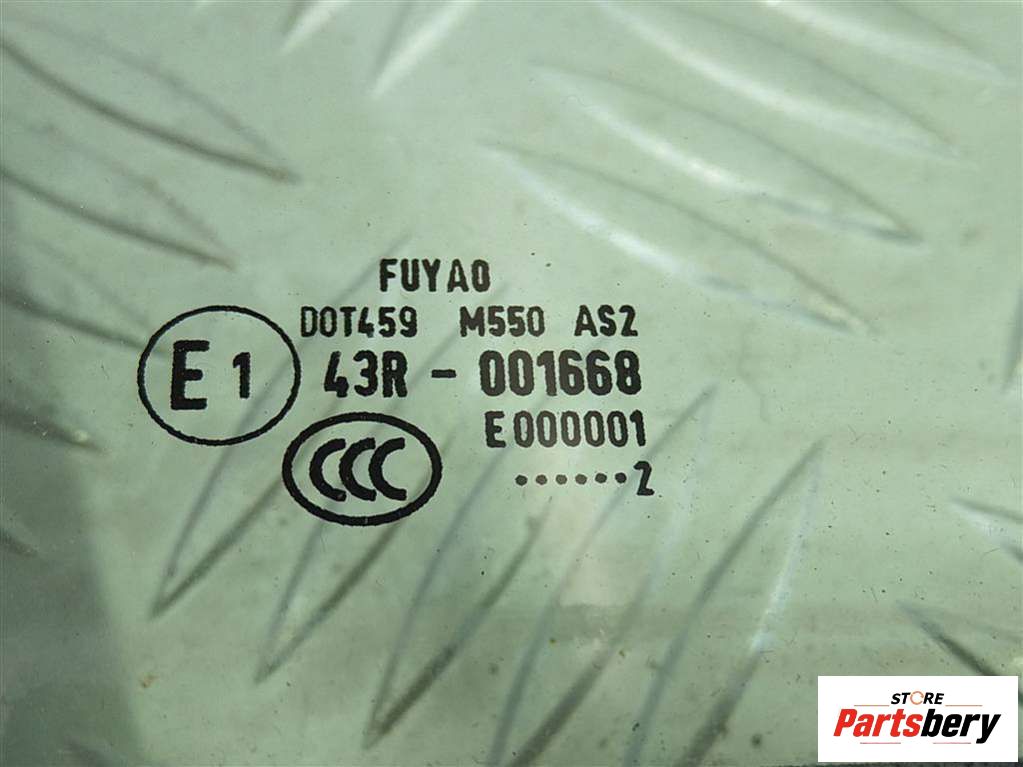 FUYAO
DOT459 M550 AS2
E1 43R - 001668
E000001
CCC ······2
STORE
Partsbery